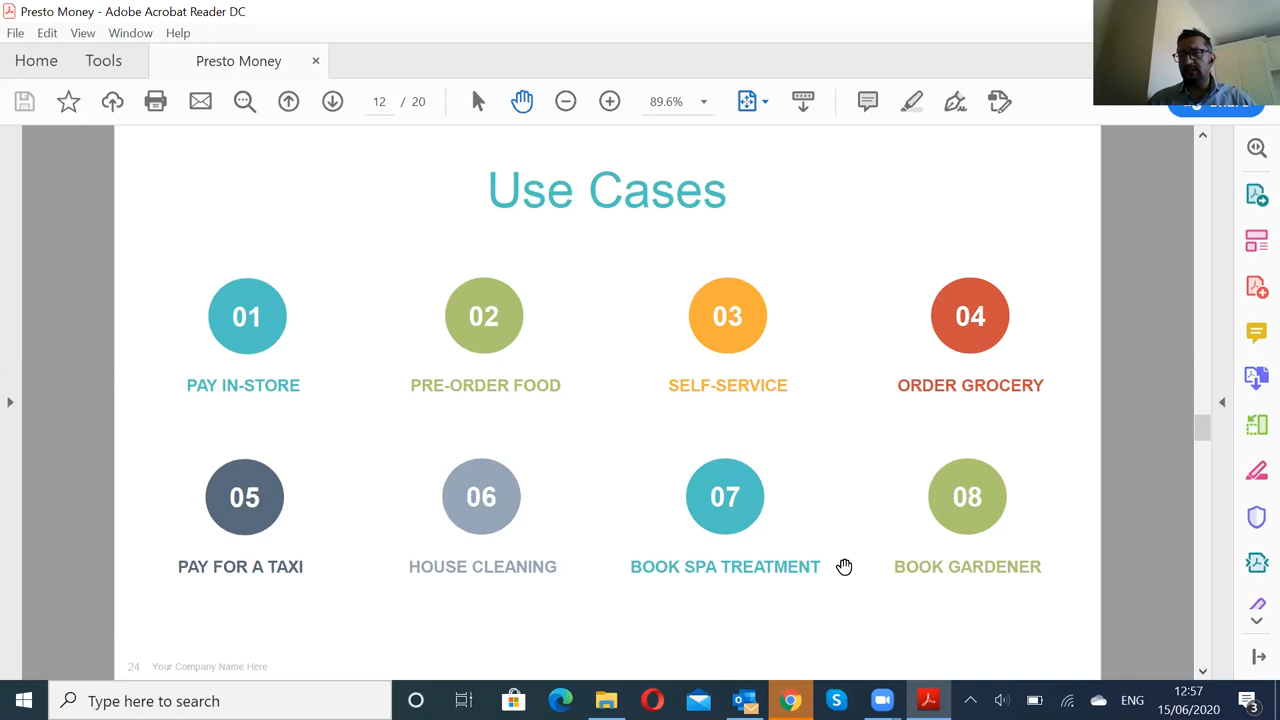 Presto Money - Adobe Acrobat Reader DC
File Edit View Window Help
Home Tools Presto Money ×
12 / 20 89.6%
Use Cases
01 02 03 04
PAY IN-STORE PRE-ORDER FOOD SELF-SERVICE ORDER GROCERY
05 06 07 08
PAY FOR A TAXI HOUSE CLEANING BOOK SPA TREATMENT BOOK GARDENER
24 Your Company Name Here
Type here to search
ENG
12:57
15/06/2020
3